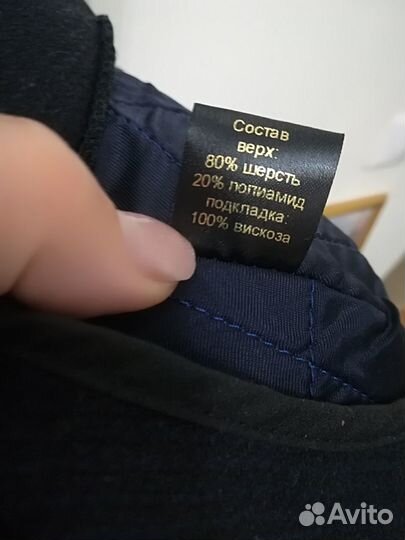 Состав
верх:
80% шерсть
20% полиамид
подкладка:
100% вискоза
Avito